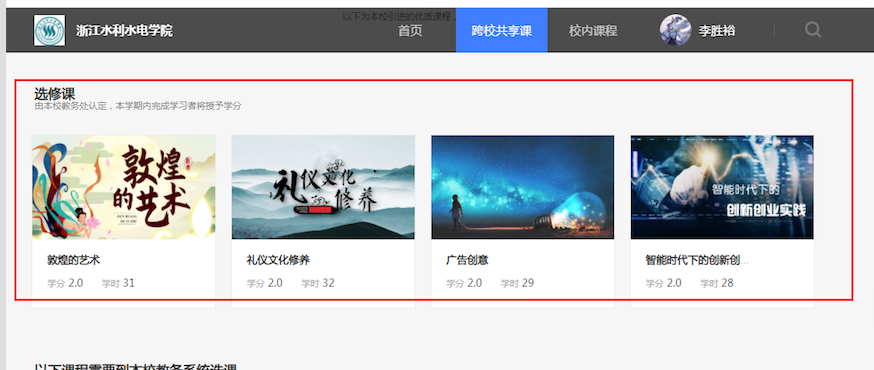 以下为本校引进的优质课程，
浙江水利水电学院 首页 跨校共享课 校内课程 李胜裕
选修课
由本校教务处认定，本学期内完成学习者将授予学分
敦煌的艺术
礼仪文化修养
智能时代下的
创新创业实践
敦煌的艺术 礼仪文化修养 广告创意 智能时代下的创新创...
学分 2.0 学时 31 学分 2.0 学时 32 学分 2.0 学时 29 学分 2.0 学时 28
以下课程需要到本校教务系统选课